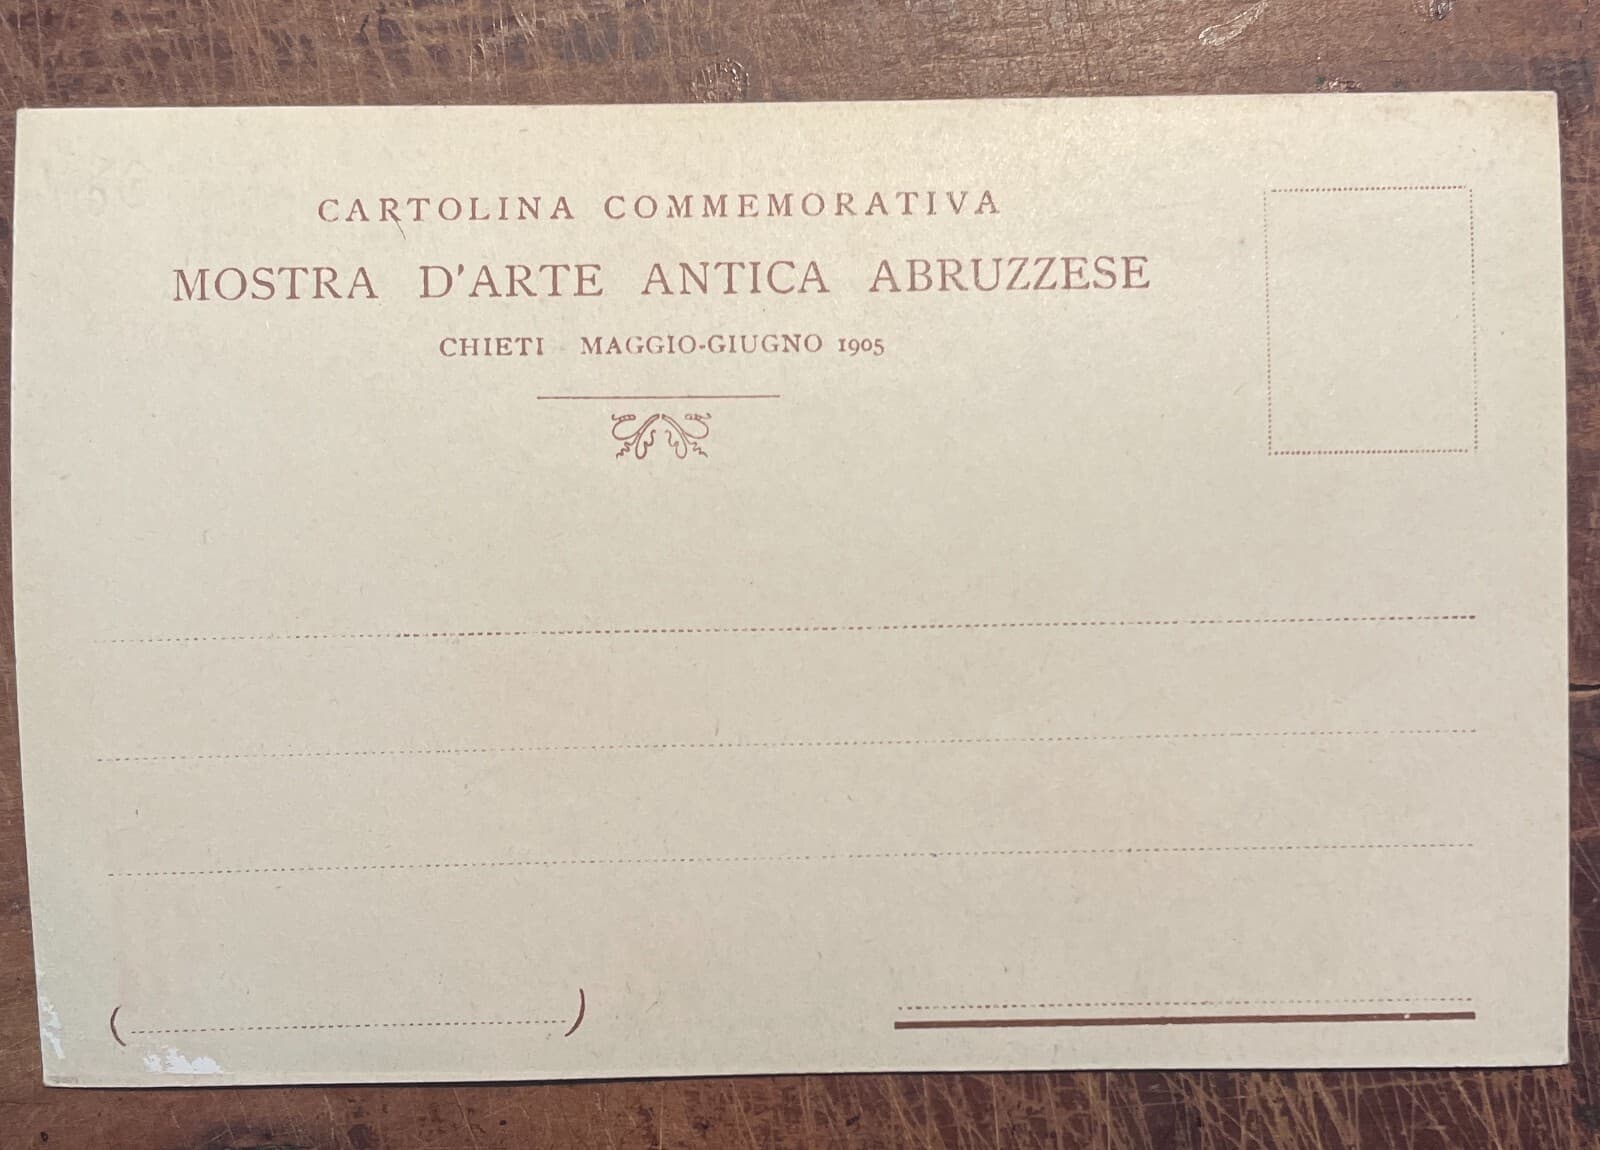 CARTOLINA COMMEMORATIVA
MOSTRA D'ARTE ANTICA ABRUZZESE
CHIETI MAGGIO-GIUGNO 1905
( )